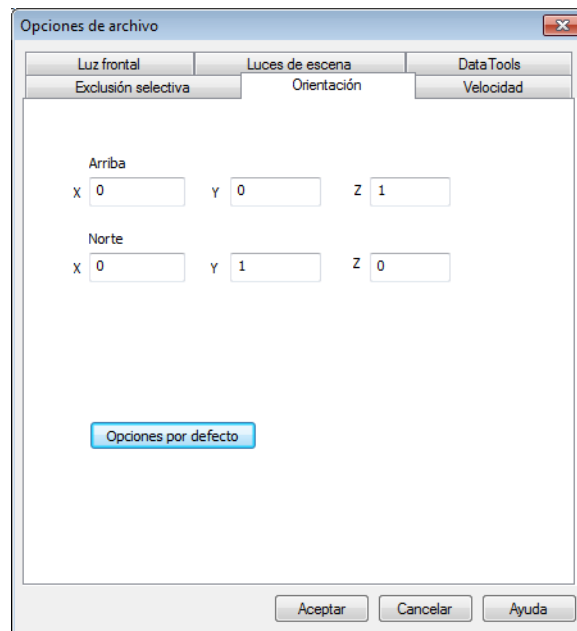 Opciones de archivo
Luz frontal Luces de escena DataTools
Exclusión selectiva Orientación Velocidad
Arriba
X 0 Y 0 Z 1
Norte
X 0 Y 1 Z 0
Opciones por defecto
Aceptar Cancelar Ayuda